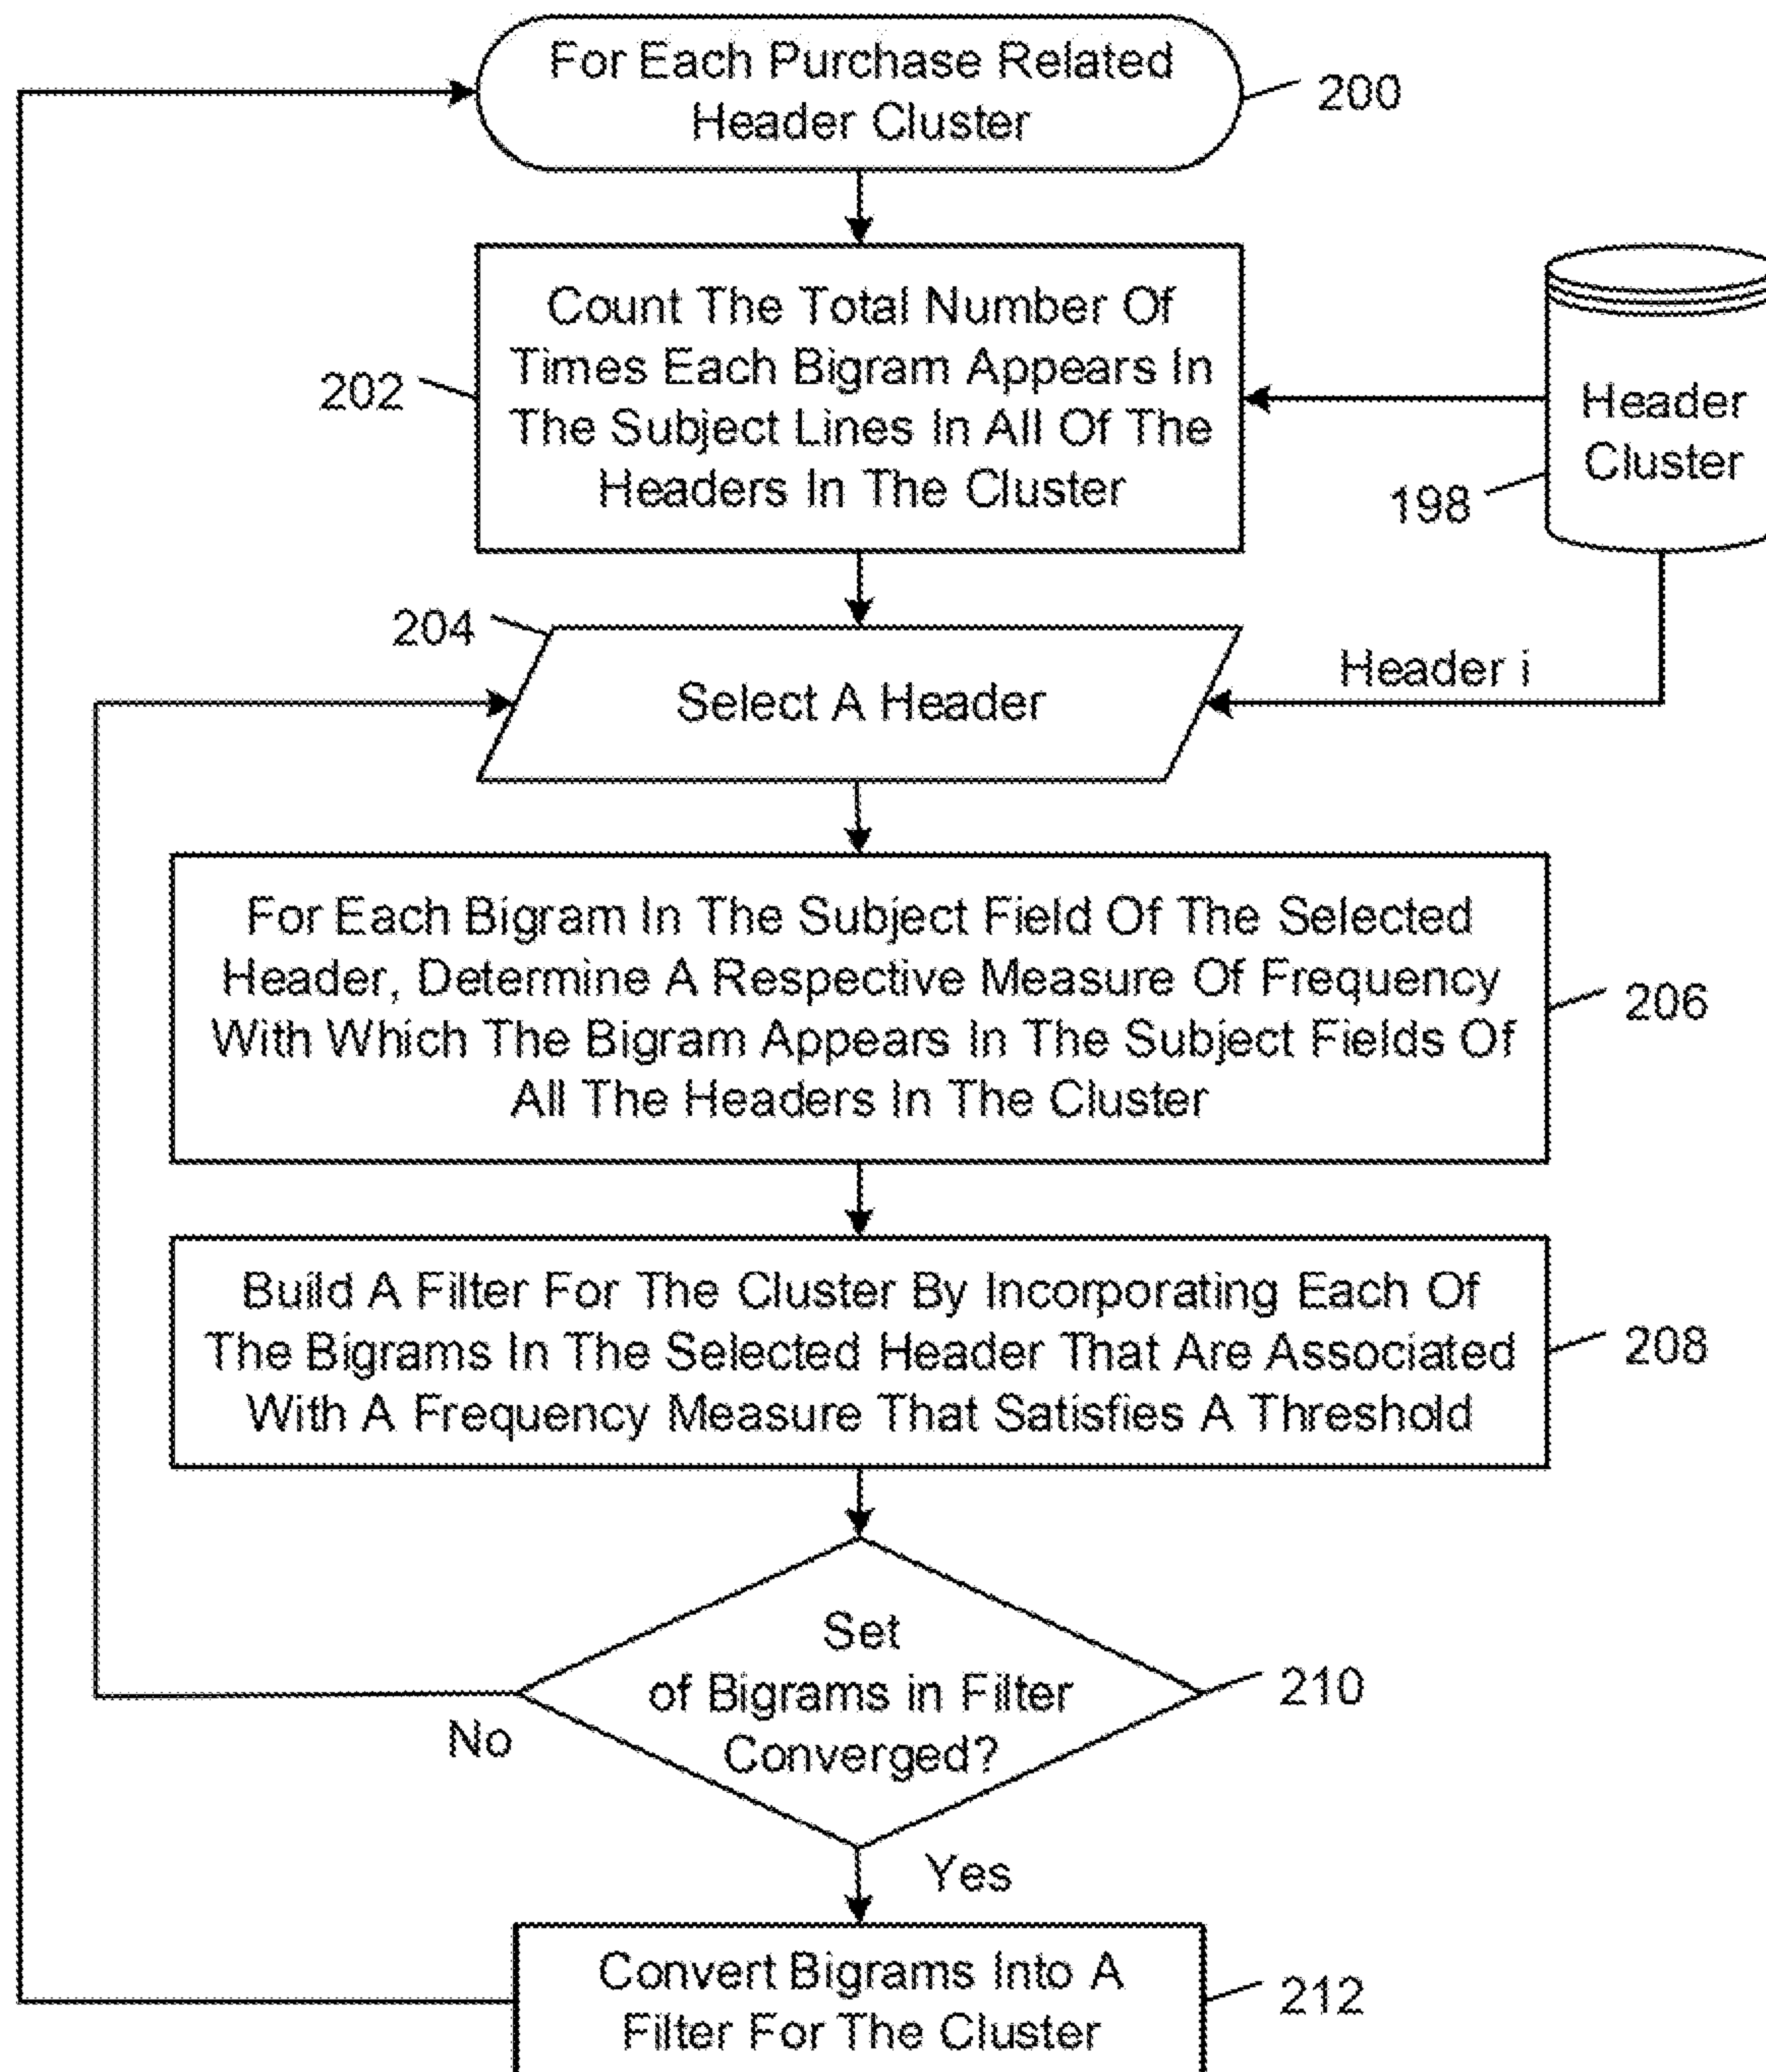 For Each Purchase Related
Header Cluster
200
Count The Total Number Of
Times Each Bigram Appears In
The Subject Lines In All Of The
Headers In The Cluster
202
Header
Cluster
198
204
Select A Header
Header i
For Each Bigram In The Subject Field Of The Selected
Header, Determine A Respective Measure Of Frequency
With Which The Bigram Appears In The Subject Fields Of
All The Headers In The Cluster
206
Build A Filter For The Cluster By Incorporating Each Of
The Bigrams In The Selected Header That Are Associated
With A Frequency Measure That Satisfies A Threshold
208
Set
of Bigrams in Filter
Converged?
210
No
Yes
Convert Bigrams Into A
Filter For The Cluster
212